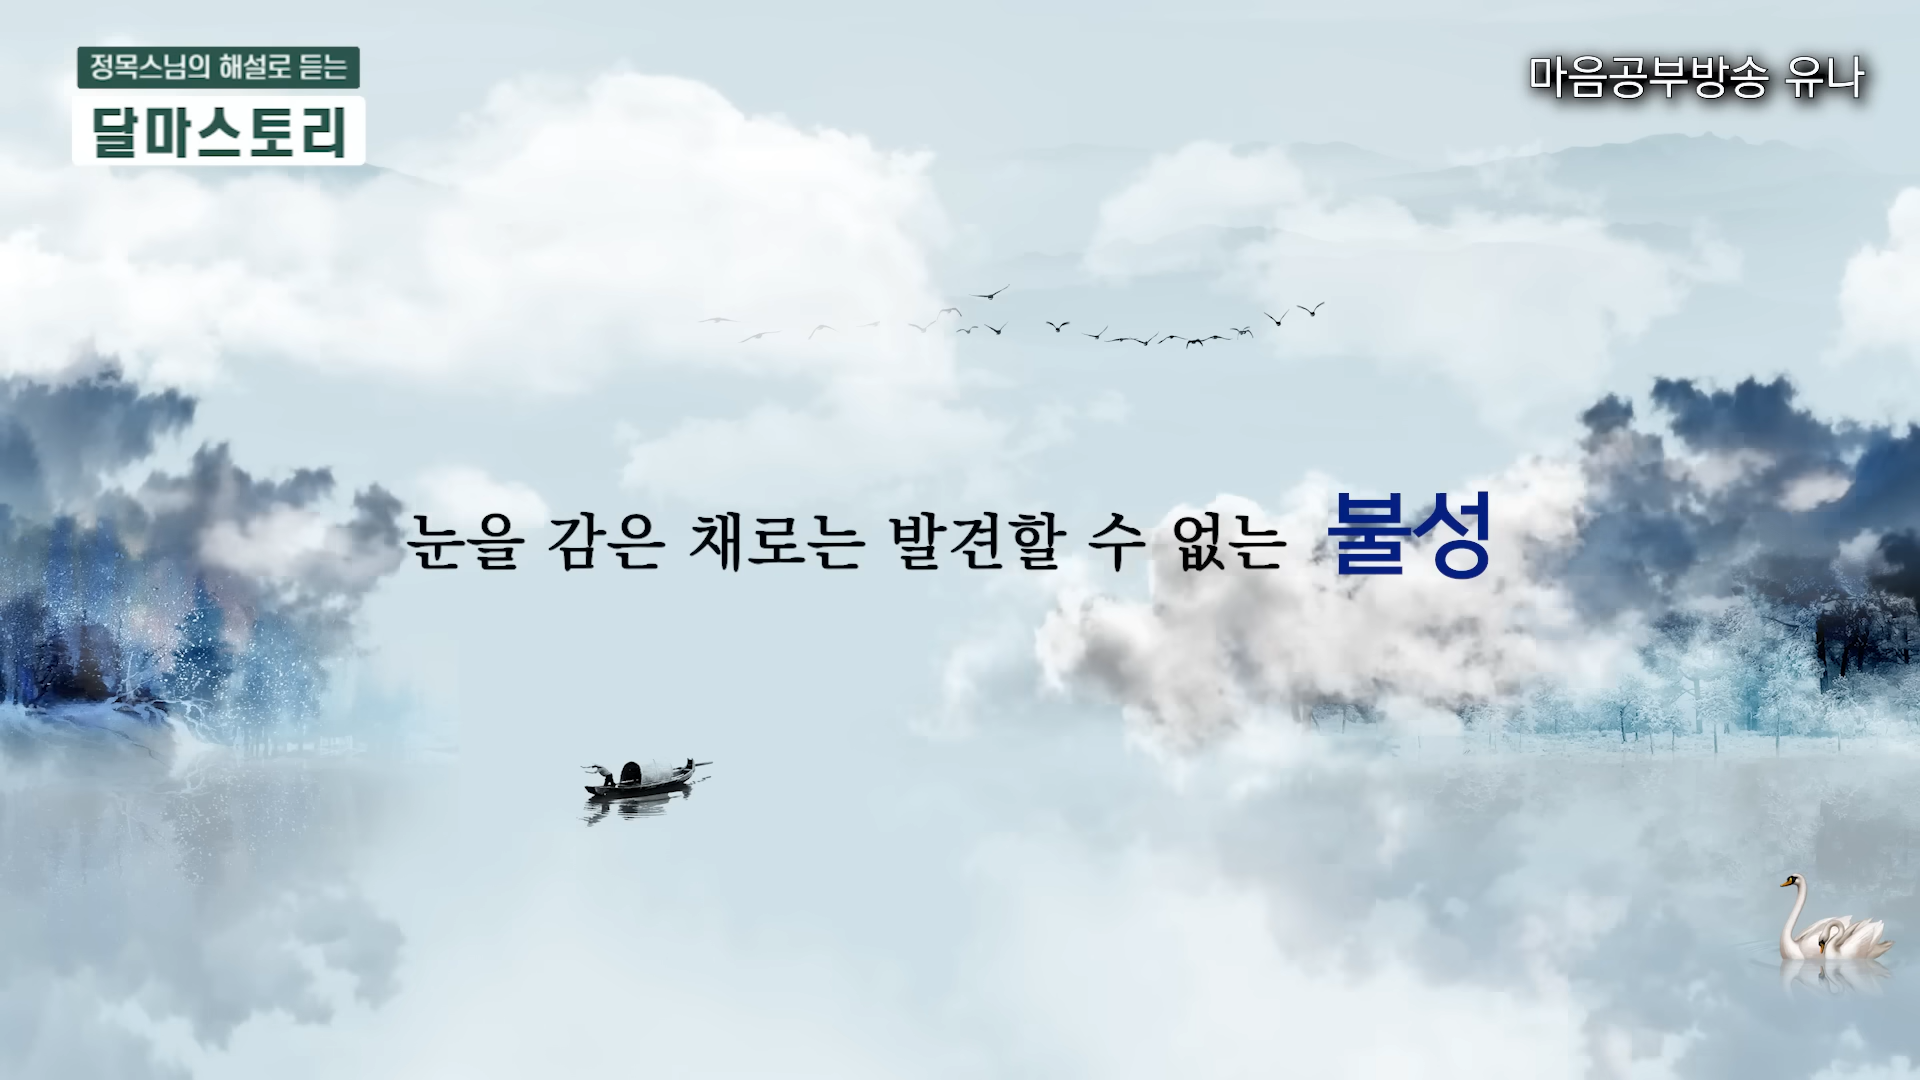 정목스님의 해설로 듣는
달마스토리
마음공부방송 유나
눈을 감은 채로는 발견할 수 없는 불성